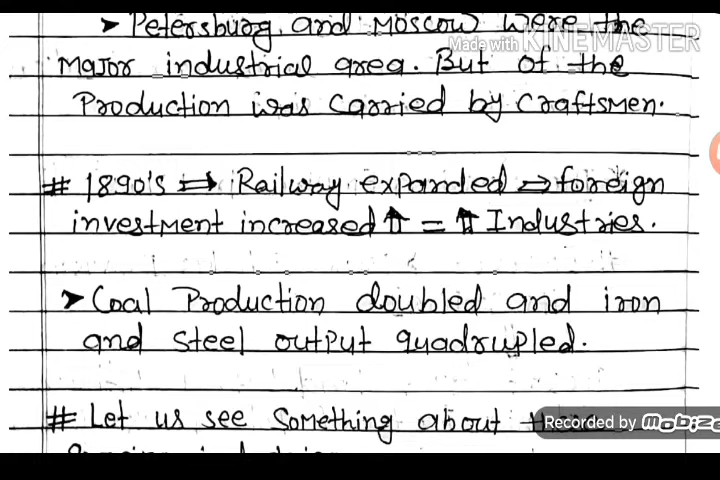 ➤ Petersburg and Moscow were the
Made with KINEMASTER
Major industrial area. But of the
Production was carried by craftsmen.
# 1890's ⇒ Railway expanded ⇒ foreign
investment increased ⇑ = ⇑ Industries.
➤ Coal Production doubled and iron
and steel output quadrupled.
# Let us see something about
Recorded by mobizen